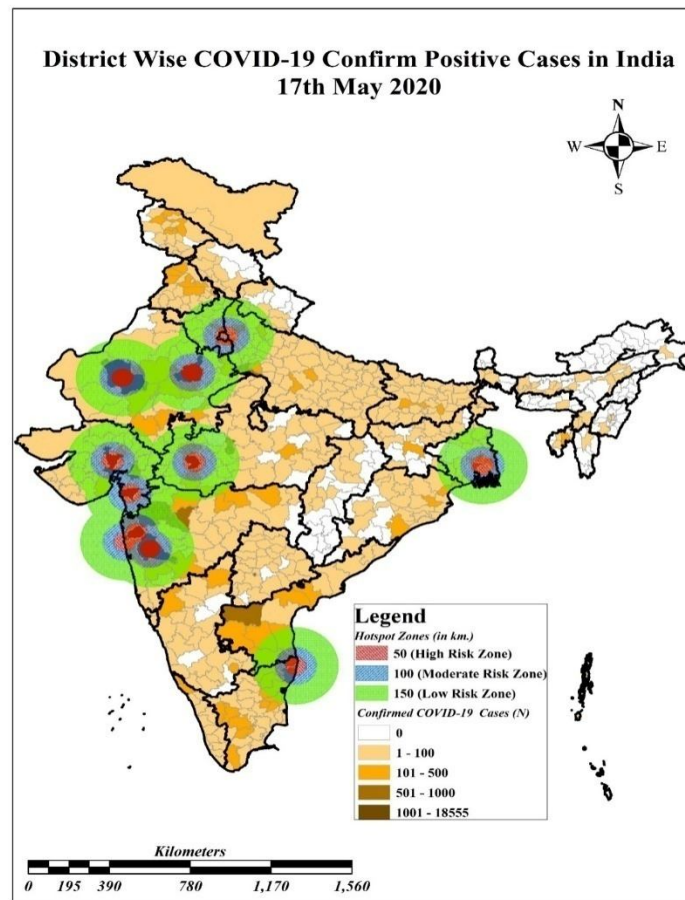 District Wise COVID-19 Confirm Positive Cases in India
17th May 2020
N
W E
S
Legend
Hotspot Zones (in km.)
50 (High Risk Zone)
100 (Moderate Risk Zone)
150 (Low Risk Zone)
Confirmed COVID-19 Cases (N)
0
1 - 100
101 - 500
501 - 1000
1001 - 18555
Kilometers
0 195 390 780 1,170 1,560